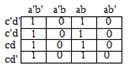 a'b' a'b ab ab'
c'd' 1 0 1 0
c'd 1 0 1 0
cd 1 0 1 0
cd' 1 0 1 0